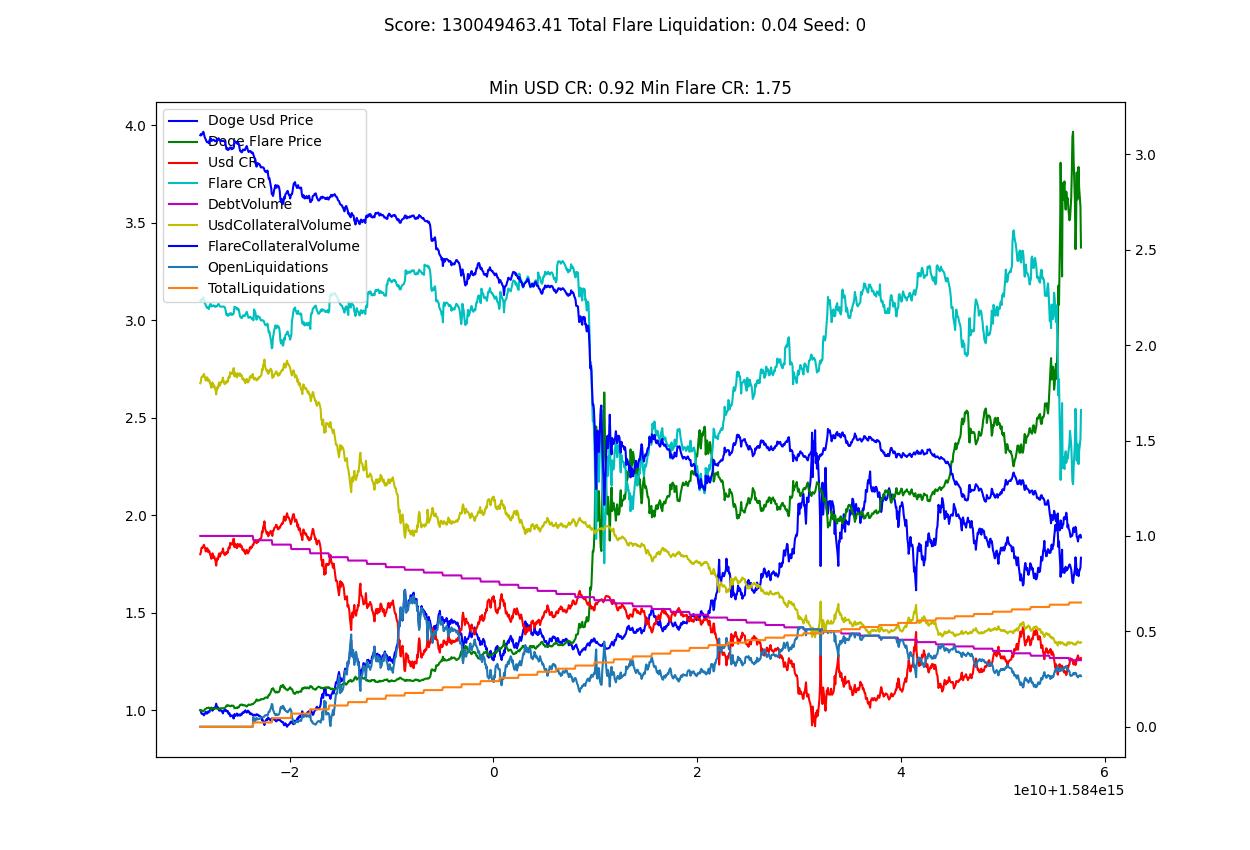 Score: 130049463.41 Total Flare Liquidation: 0.04 Seed: 0
Min USD CR: 0.92 Min Flare CR: 1.75
Doge Usd Price
Doge Flare Price
Usd CR
Flare CR
DebtVolume
UsdCollateralVolume
FlareCollateralVolume
OpenLiquidations
TotalLiquidations
4.0
3.5
3.0
2.5
2.0
1.5
1.0
3.0
2.5
2.0
1.5
1.0
0.5
0.0
−2 0 2 4 6
1e10+1.584e15